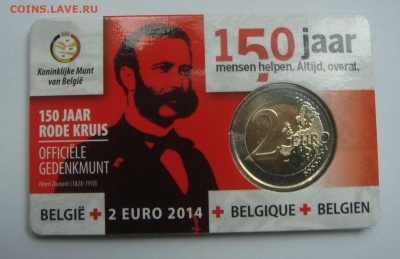 COINS.ЛАVE.RU
Koninklijke Munt
van België
150 jaar
mensen helpen. Altijd, overal.
150 JAAR
RODE KRUIS
OFFICIËLE
GEDENKMUNT
Henri Dunant (1828-1910)
2 EURO
BELGIË + 2 EURO 2014 + BELGIQUE + BELGIEN